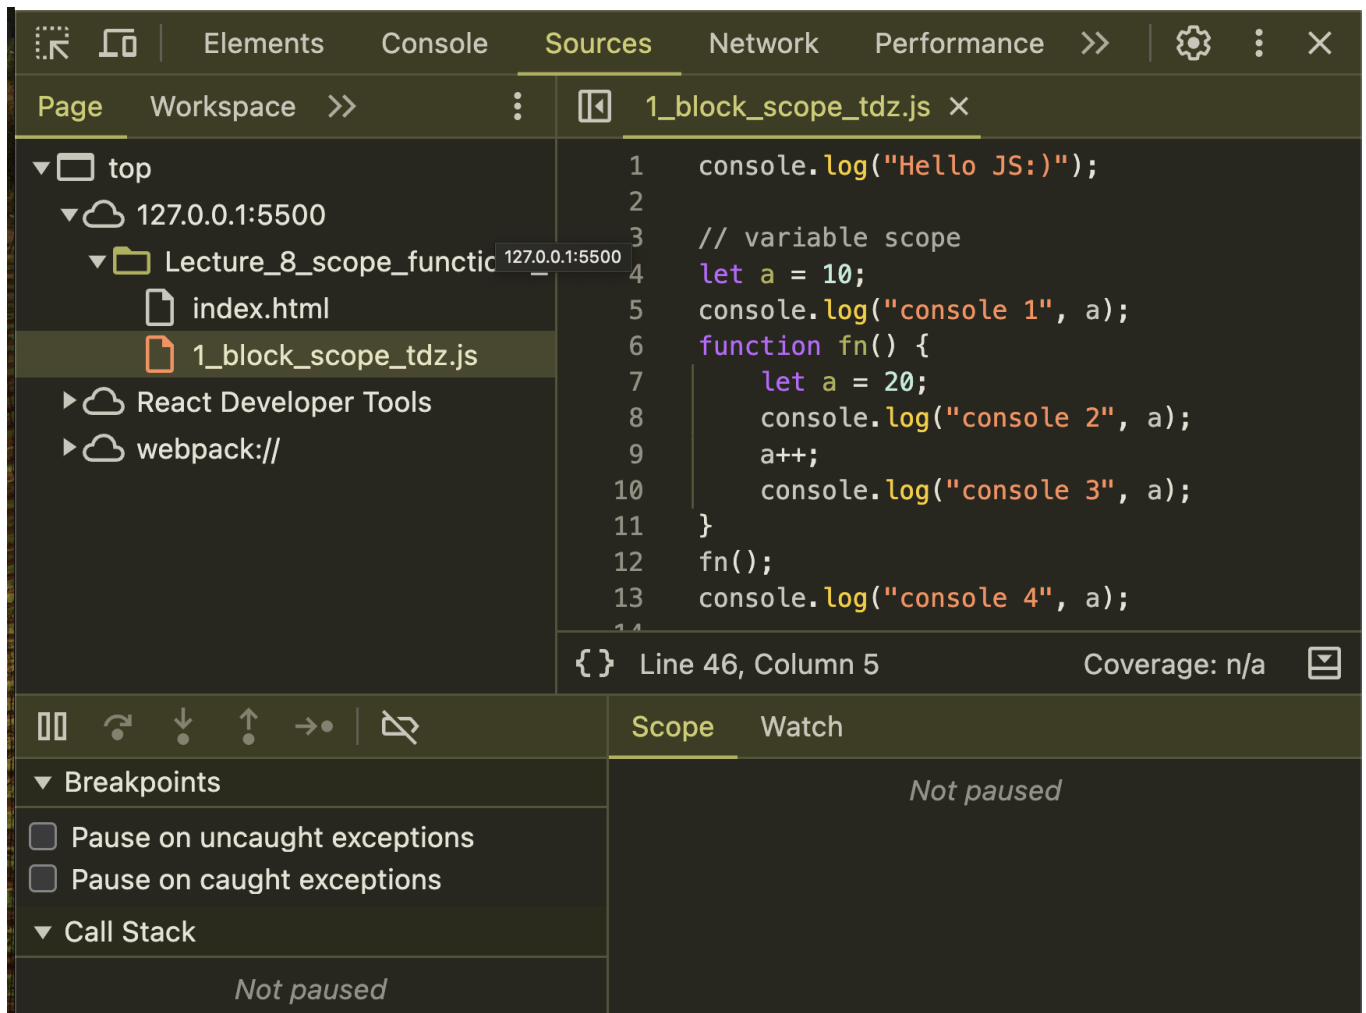 Elements Console Sources Network Performance
Page Workspace
1_block_scope_tdz.js
top
127.0.0.1:5500
Lecture_8_scope_functio
127.0.0.1:5500
index.html
1_block_scope_tdz.js
React Developer Tools
webpack://
1 console.log("Hello JS:)");
2
3 // variable scope
4 let a = 10;
5 console.log("console 1", a);
6 function fn() {
7 let a = 20;
8 console.log("console 2", a);
9 a++;
10 console.log("console 3", a);
11 }
12 fn();
13 console.log("console 4", a);
14
{} Line 46, Column 5 Coverage: n/a
Breakpoints
Pause on uncaught exceptions
Pause on caught exceptions
Call Stack
Not paused
Scope Watch
Not paused